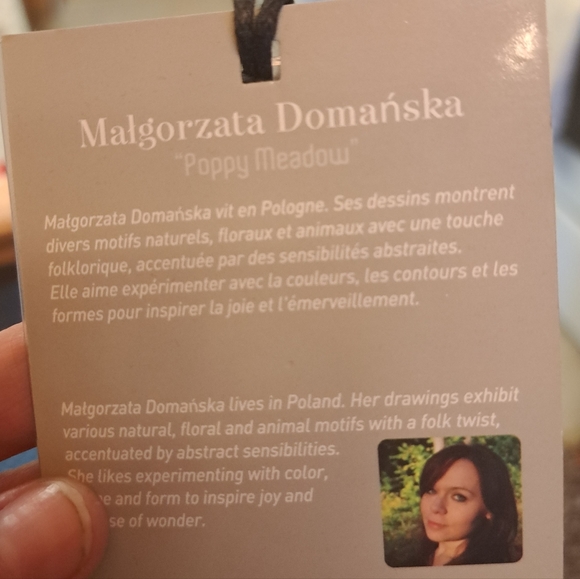 Małgorzata Domańska
"Poppy Meadow"
Małgorzata Domańska vit en Pologne. Ses dessins montrent
divers motifs naturels, floraux et animaux avec une touche
folklorique, accentuée par des sensibilités abstraites.
Elle aime expérimenter avec la couleurs, les contours et les
formes pour inspirer la joie et l'émerveillement.
Małgorzata Domańska lives in Poland. Her drawings exhibit
various natural, floral and animal motifs with a folk twist,
accentuated by abstract sensibilities.
She likes experimenting with color,
and form to inspire joy and
of wonder.